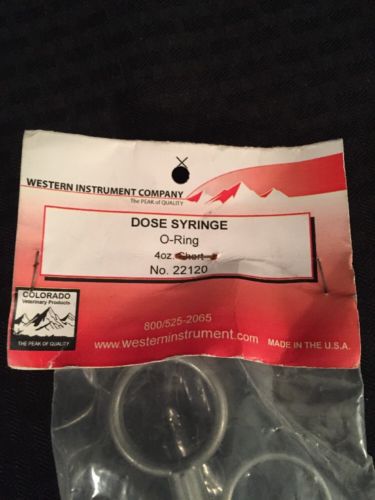 WESTERN INSTRUMENT COMPANY
The PEAK of QUALITY
DOSE SYRINGE
O-Ring
4oz. Short
No. 22120
COLORADO
Veterinary Products
THE PEAK OF QUALITY
800/525-2065
www.westerninstrument.com
MADE IN THE U.S.A.